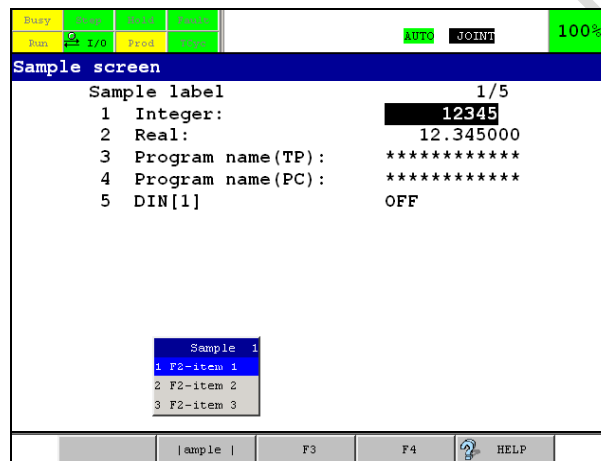 Busy Step Hold Fault
Run I/O Prod TCyc
AUTO JOINT 100%
Sample screen
Sample label 1/5
1 Integer: 12345
2 Real: 12.345000
3 Program name(TP): ************
4 Program name(PC): ************
5 DIN[1] OFF
Sample 1
1 F2-item 1
2 F2-item 2
3 F2-item 3
|ample | F3 F4 HELP